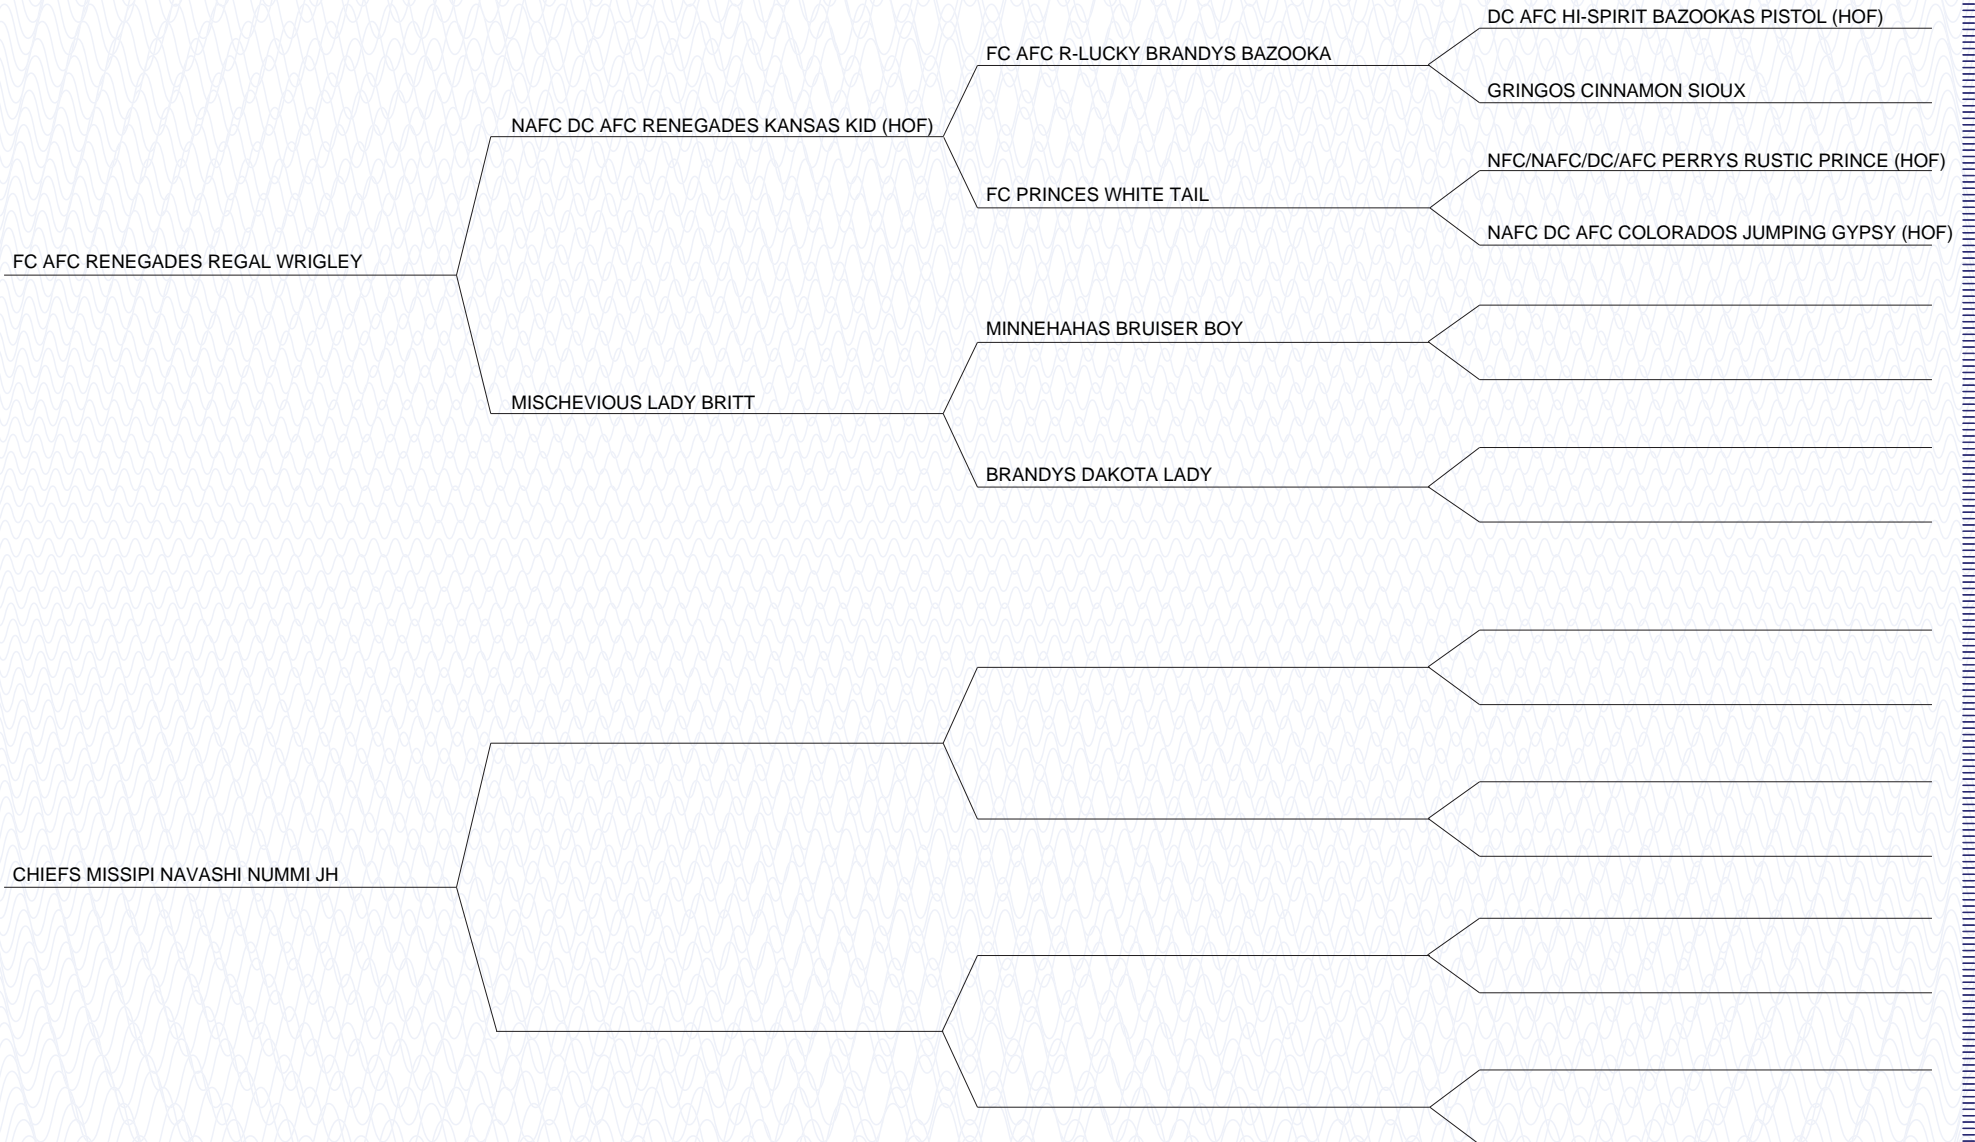 DC AFC HI-SPIRIT BAZOOKAS PISTOL (HOF)
FC AFC R-LUCKY BRANDYS BAZOOKA
GRINGOS CINNAMON SIOUX
NAFC DC AFC RENEGADES KANSAS KID (HOF)
NFC/NAFC/DC/AFC PERRYS RUSTIC PRINCE (HOF)
FC PRINCES WHITE TAIL
NAFC DC AFC COLORADOS JUMPING GYPSY (HOF)
FC AFC RENEGADES REGAL WRIGLEY
MINNEHAHAS BRUISER BOY
MISCHEVIOUS LADY BRITT
BRANDYS DAKOTA LADY
CHIEFS MISSIPI NAVASHI NUMMI JH